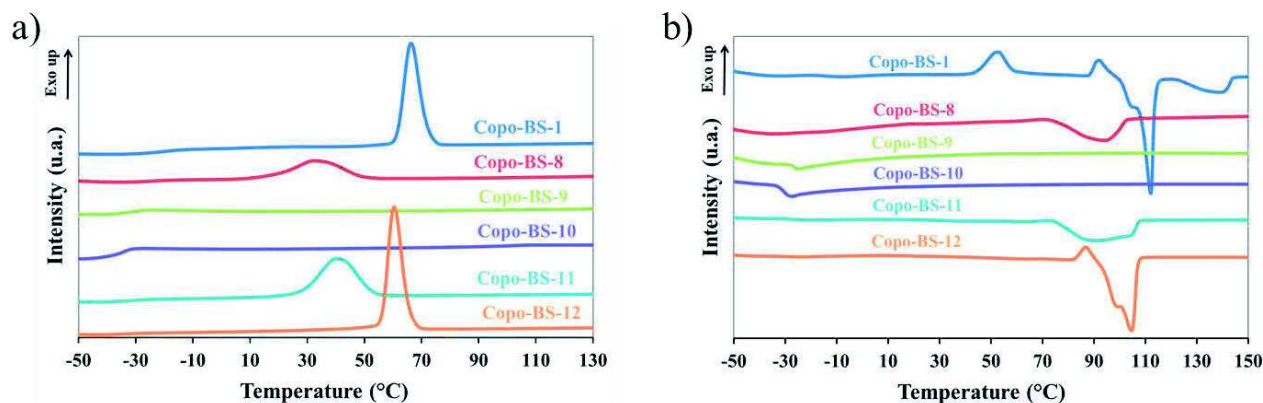 a)
Exo up
Intensity (u.a.)
Copo-BS-1
Copo-BS-8
Copo-BS-9
Copo-BS-10
Copo-BS-11
Copo-BS-12
-50 -30 -10 10 30 50 70 90 110 130
Temperature (°C)
b)
Exo up
Intensity (u.a.)
Copo-BS-1
Copo-BS-8
Copo-BS-9
Copo-BS-10
Copo-BS-11
Copo-BS-12
-50 -30 -10 10 30 50 70 90 110 130 150
Temperature (°C)